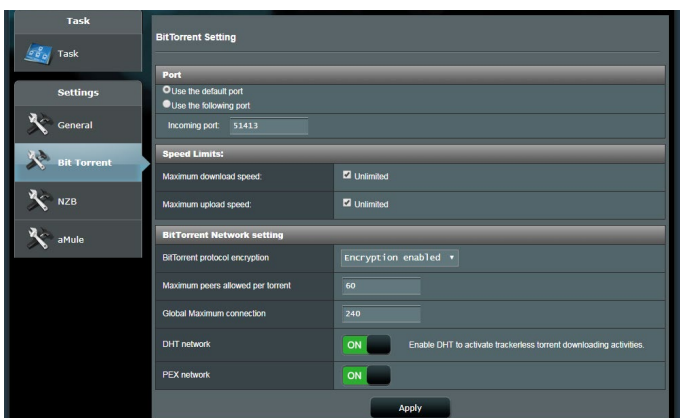 Task
Task
Settings
General
Bit Torrent
NZB
aMule
BitTorrent Setting
Port
Use the default port
Use the following port
Incoming port: 51413
Speed Limits:
Maximum download speed: Unlimited
Maximum upload speed: Unlimited
BitTorrent Network setting
BitTorrent protocol encryption Encryption enabled
Maximum peers allowed per torrent 60
Global Maximum connection 240
DHT network ON Enable DHT to activate trackerless torrent downloading activities.
PEX network ON
Apply